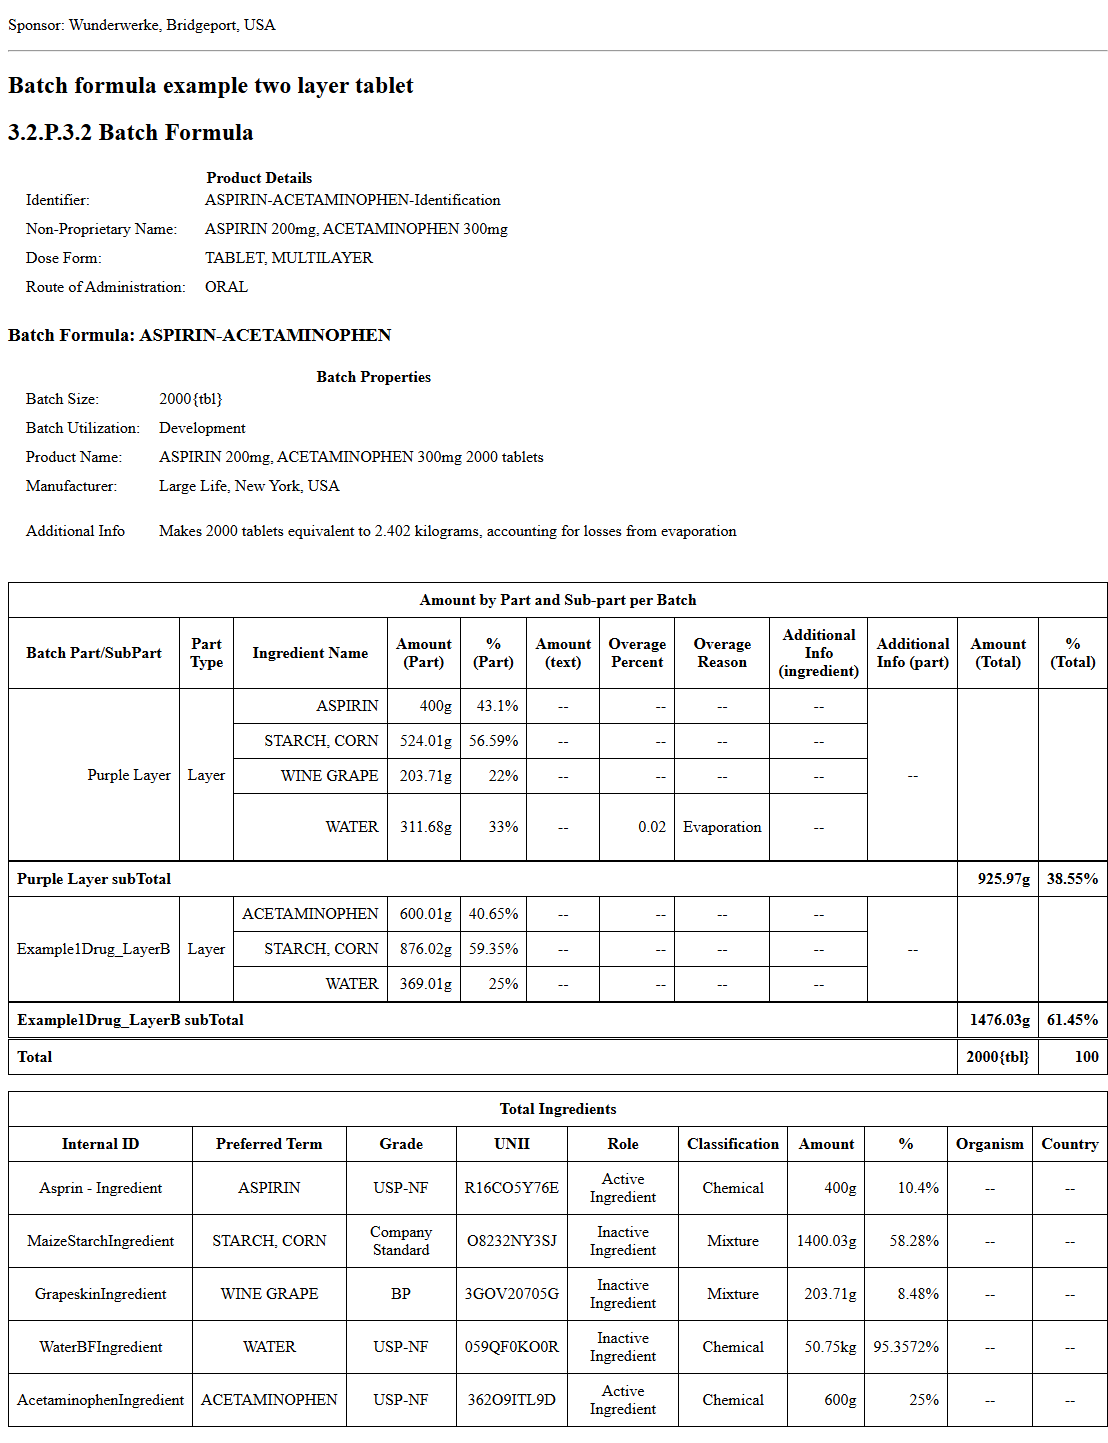 Sponsor: Wunderwerke, Bridgeport, USA
Batch formula example two layer tablet
3.2.P.3.2 Batch Formula
Product Details
Identifier: ASPIRIN-ACETAMINOPHEN-Identification
Non-Proprietary Name: ASPIRIN 200mg, ACETAMINOPHEN 300mg
Dose Form: TABLET, MULTILAYER
Route of Administration: ORAL
Batch Formula: ASPIRIN-ACETAMINOPHEN
Batch Properties
Batch Size: 2000{tbl}
Batch Utilization: Development
Product Name: ASPIRIN 200mg, ACETAMINOPHEN 300mg 2000 tablets
Manufacturer: Large Life, New York, USA
Additional Info Makes 2000 tablets equivalent to 2.402 kilograms, accounting for losses from evaporation
Amount by Part and Sub-part per Batch
Batch Part/SubPart Part Type Ingredient Name Amount (Part) % (Part) Amount (text) Overage Percent Overage Reason Additional Info (ingredient) Additional Info (part) Amount (Total) % (Total)
Purple Layer Layer ASPIRIN 400g 43.1% -- -- -- -- --
STARCH, CORN 524.01g 56.59% -- -- -- --
WINE GRAPE 203.71g 22% -- -- -- --
WATER 311.68g 33% -- 0.02 Evaporation --
Purple Layer subTotal 925.97g 38.55%
Example1Drug_LayerB Layer ACETAMINOPHEN 600.01g 40.65% -- -- -- -- --
STARCH, CORN 876.02g 59.35% -- -- -- --
WATER 369.01g 25% -- -- -- --
Example1Drug_LayerB subTotal 1476.03g 61.45%
Total 2000{tbl} 100
Total Ingredients
Internal ID Preferred Term Grade UNII Role Classification Amount % Organism Country
Asprin - Ingredient ASPIRIN USP-NF R16CO5Y76E Active Ingredient Chemical 400g 10.4% -- --
MaizeStarchIngredient STARCH, CORN Company Standard O8232NY3SJ Inactive Ingredient Mixture 1400.03g 58.28% -- --
GrapeskinIngredient WINE GRAPE BP 3GOV20705G Inactive Ingredient Mixture 203.71g 8.48% -- --
WaterBFIngredient WATER USP-NF 059QF0KO0R Inactive Ingredient Chemical 50.75kg 95.3572% -- --
AcetaminophenIngredient ACETAMINOPHEN USP-NF 362O9ITL9D Active Ingredient Chemical 600g 25% -- --